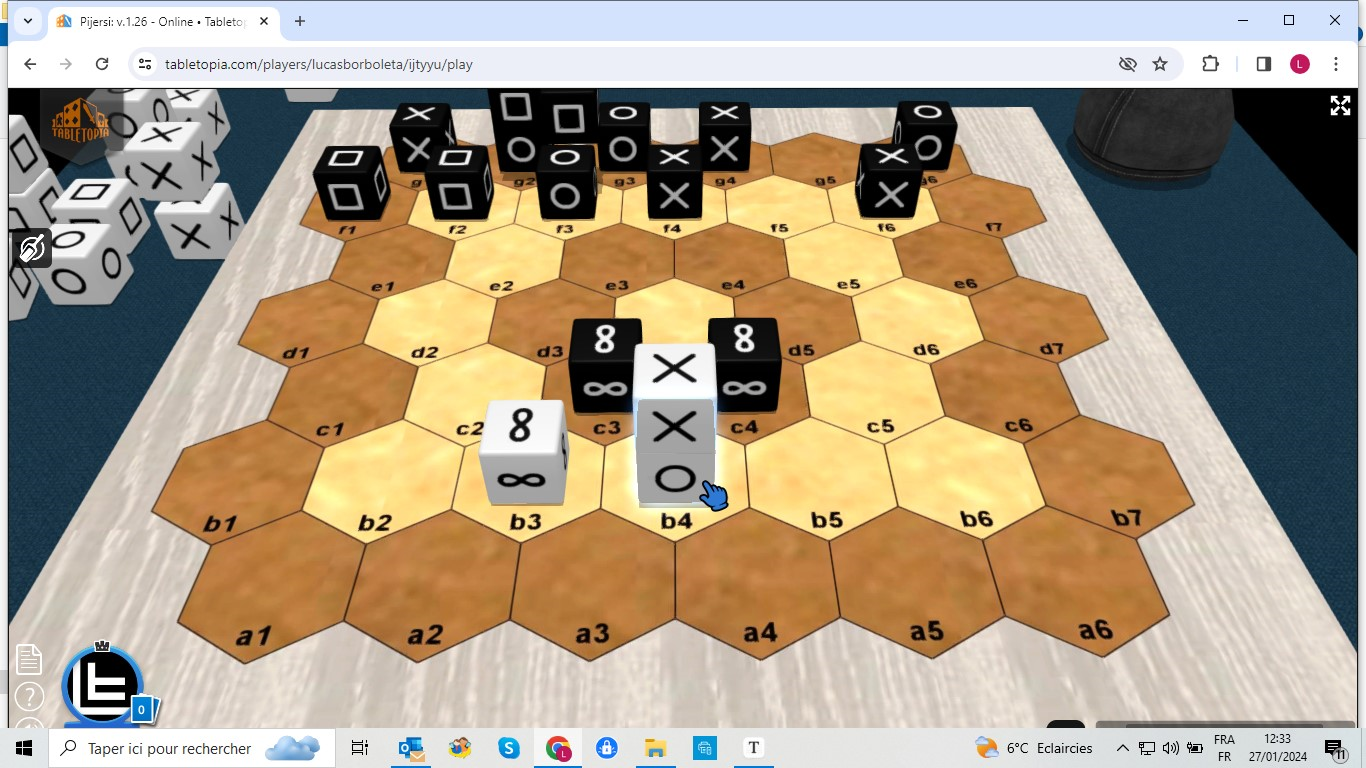 Pijersi: v.1.26 - Online • Tabletop
tabletopia.com/players/lucasborboleta/ijtyyu/play
L
TABLETOPIA
g g2 g3 g4 g5 g6
f1 f2 f3 f4 f5 f6 f7
e1 e2 e3 e4 e5 e6
d1 d2 d3 d5 d6 d7
8 8
∞ ∞
c1 c2 c3 c4 c5 c6
8
∞
b1 b2 b3 b4 b5 b6 b7
a1 a2 a3 a4 a5 a6
?
0
Taper ici pour rechercher
L
T
6°C Eclaircies
FRA
FR
12:33
27/01/2024
11